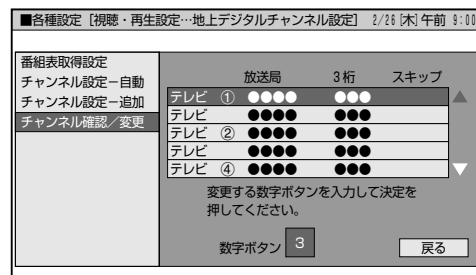 ■各種設定［視聴・再生設定…地上デジタルチャンネル設定］ 2/26［木］午前 9:00
番組表取得設定
チャンネル設定－自動
チャンネル設定－追加
チャンネル確認／変更
放送局 3桁 スキップ
テレビ ① ●●●● ●●●
テレビ ●●●● ●●●
テレビ ② ●●●● ●●●
テレビ ●●●● ●●●
テレビ ④ ●●●● ●●●
変更する数字ボタンを入力して決定を
押してください。
数字ボタン 3
戻る